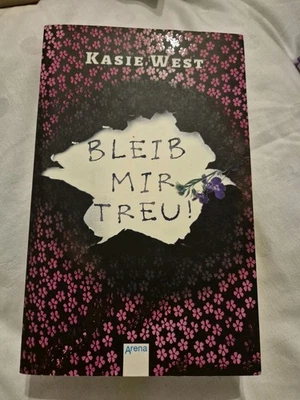 KASIE WEST
BLEIB
MIR
TREU!
Arena